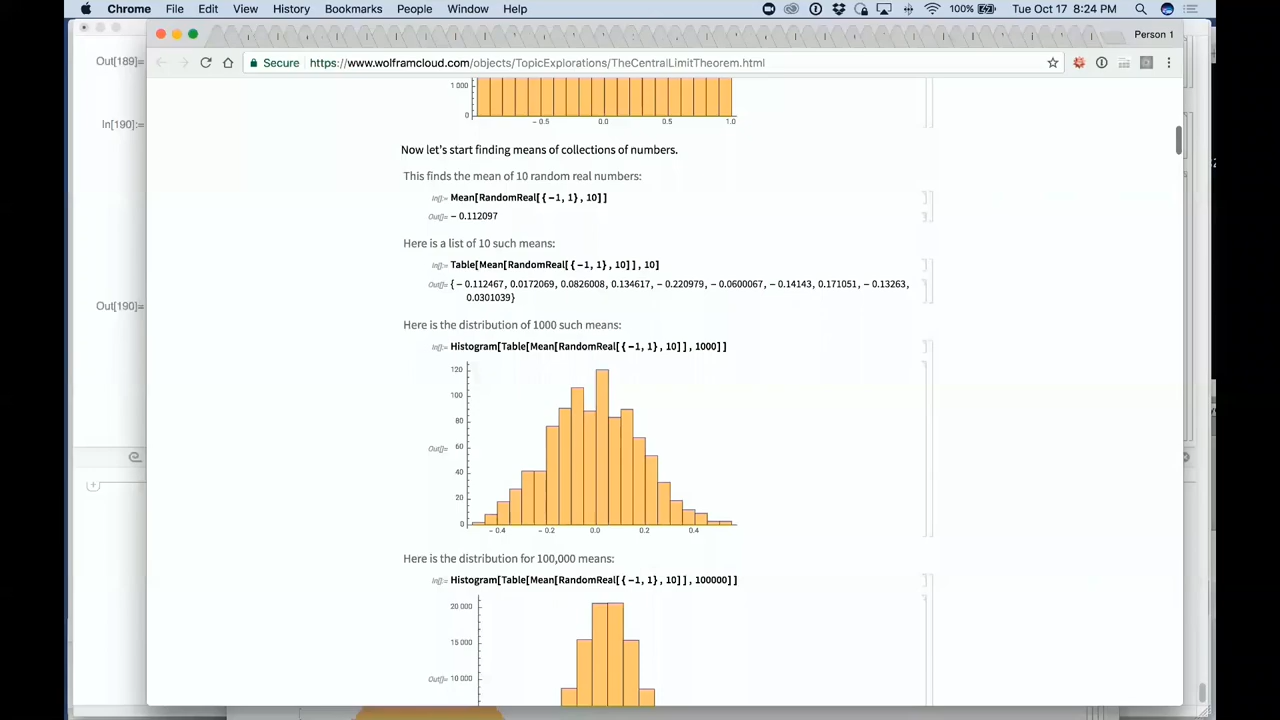 Chrome File Edit View History Bookmarks People Window Help 100% Tue Oct 17 8:24 PM
Person 1
Secure https://www.wolframcloud.com/objects/TopicExplorations/TheCentralLimitTheorem.html
Out[189]=
In[190]:=
Out[190]=
1 000
0
- 0.5 0.0 0.5 1.0
Now let's start finding means of collections of numbers.
This finds the mean of 10 random real numbers:
In[]:= Mean[RandomReal[{-1, 1}, 10]]
Out[]= - 0.112097
Here is a list of 10 such means:
In[]:= Table[Mean[RandomReal[{-1, 1}, 10]], 10]
Out[]= {- 0.112467, 0.0172069, 0.0826008, 0.134617, - 0.220979, - 0.0600067, - 0.14143, 0.171051, - 0.13263,
0.0301039}
Here is the distribution of 1000 such means:
In[]:= Histogram[Table[Mean[RandomReal[{-1, 1}, 10]], 1000]]
120
100
80
Out[]= 60
40
20
0
- 0.4 - 0.2 0.0 0.2 0.4
Here is the distribution for 100,000 means:
In[]:= Histogram[Table[Mean[RandomReal[{-1, 1}, 10]], 100000]]
20 000
15 000
Out[]= 10 000